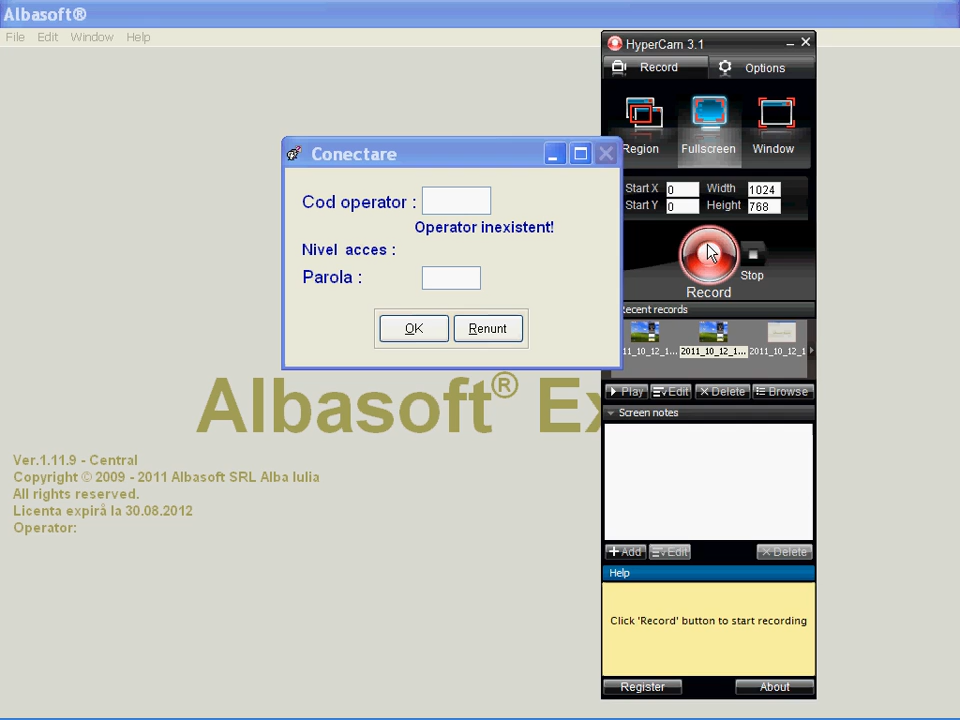 Albasoft®
File Edit Window Help
HyperCam 3.1
Record Options
Region Fullscreen Window
Start X 0 Width 1024
Start Y 0 Height 768
Stop
Record
ecent records
11_10_12_1... 2011_10_12_1... 2011_10_12_1
Play Edit Delete Browse
Screen notes
Add Edit Delete
Help
Click 'Record' button to start recording
Register About
Conectare
Cod operator :
Operator inexistent!
Nivel acces :
Parola :
OK Renunt
Albasoft® Ex
Ver.1.11.9 - Central
Copyright © 2009 - 2011 Albasoft SRL Alba Iulia
All rights reserved.
Licenta expirå la 30.08.2012
Operator: